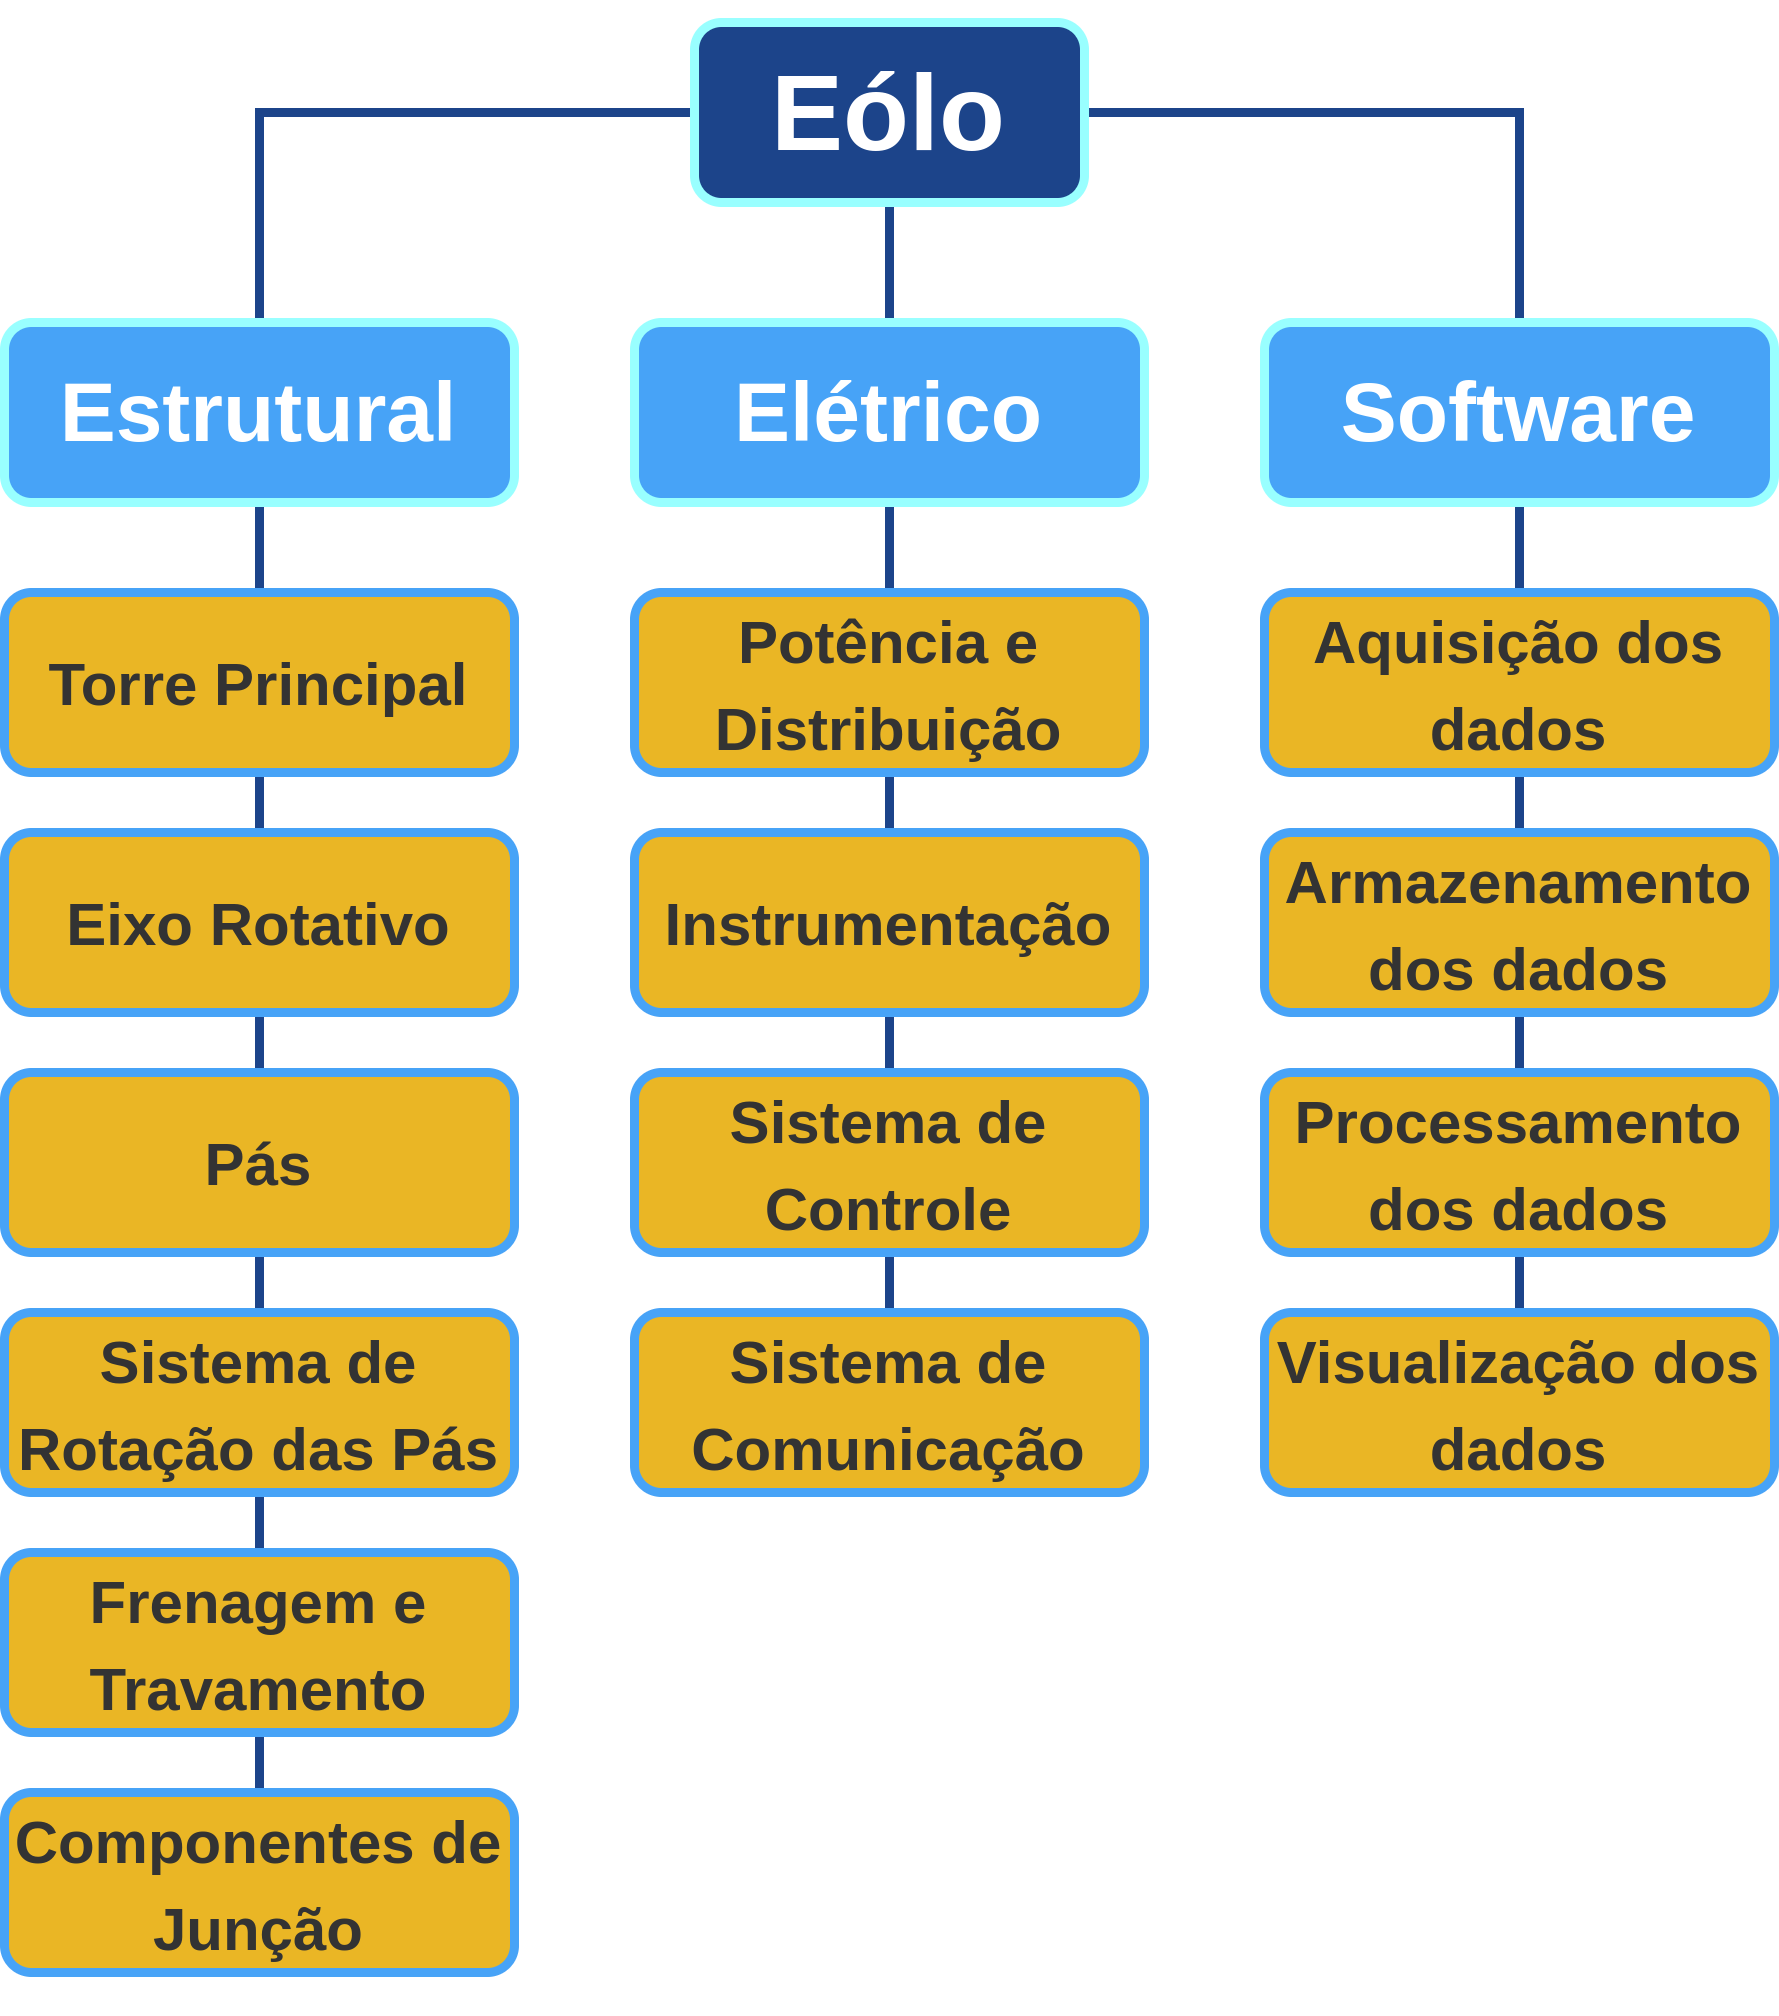 Eólo
Estrutural
Elétrico
Software
Torre Principal
Eixo Rotativo
Pás
Sistema de
Rotação das Pás
Frenagem e
Travamento
Componentes de
Junção
Potência e
Distribuição
Instrumentação
Sistema de
Controle
Sistema de
Comunicação
Aquisição dos
dados
Armazenamento
dos dados
Processamento
dos dados
Visualização dos
dados